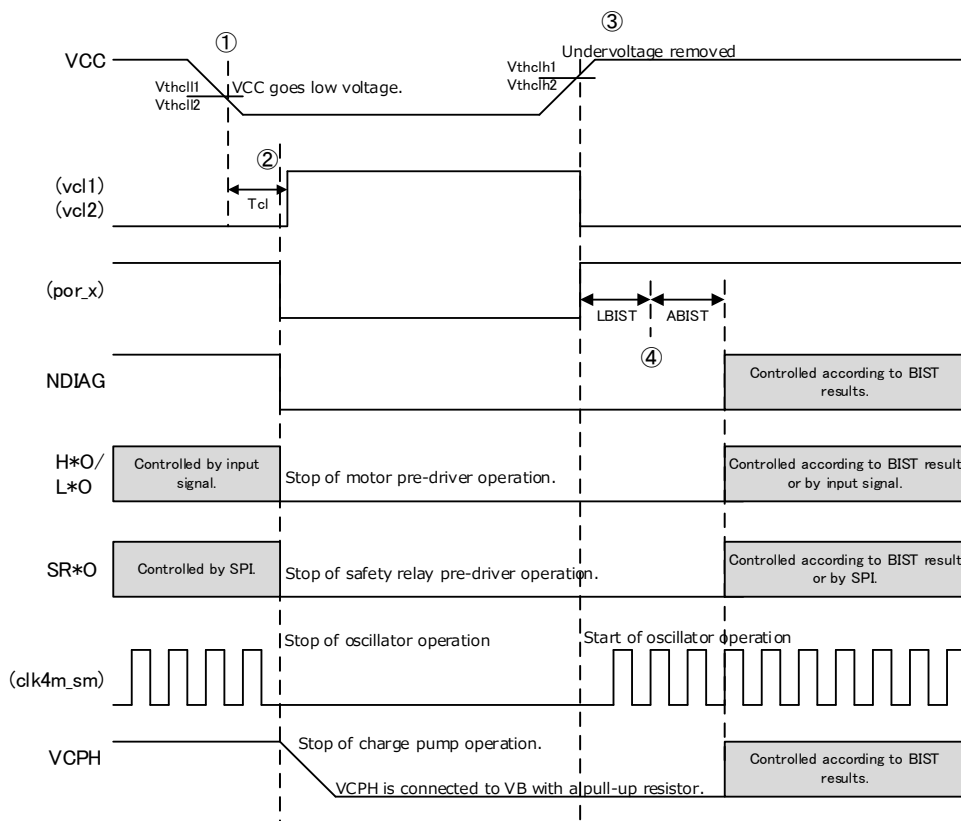 ①
③
VCC
Undervoltage removed
Vthcll1
Vthcll2
VCC goes low voltage.
Vthclh1
Vthclh2
②
(vcl1)
(vcl2)
Tcl
(por_x)
LBIST
ABIST
④
NDIAG
Controlled according to BIST
results.
H*O/
L*O
Controlled by input
signal.
Stop of motor pre-driver operation.
Controlled according to BIST result
or by input signal.
SR*O
Controlled by SPI.
Stop of safety relay pre-driver operation.
Controlled according to BIST result
or by SPI.
Stop of oscillator operation
Start of oscillator operation
(clk4m_sm)
VCPH
Stop of charge pump operation.
VCPH is connected to VB with a pull-up resistor.
Controlled according to BIST
results.